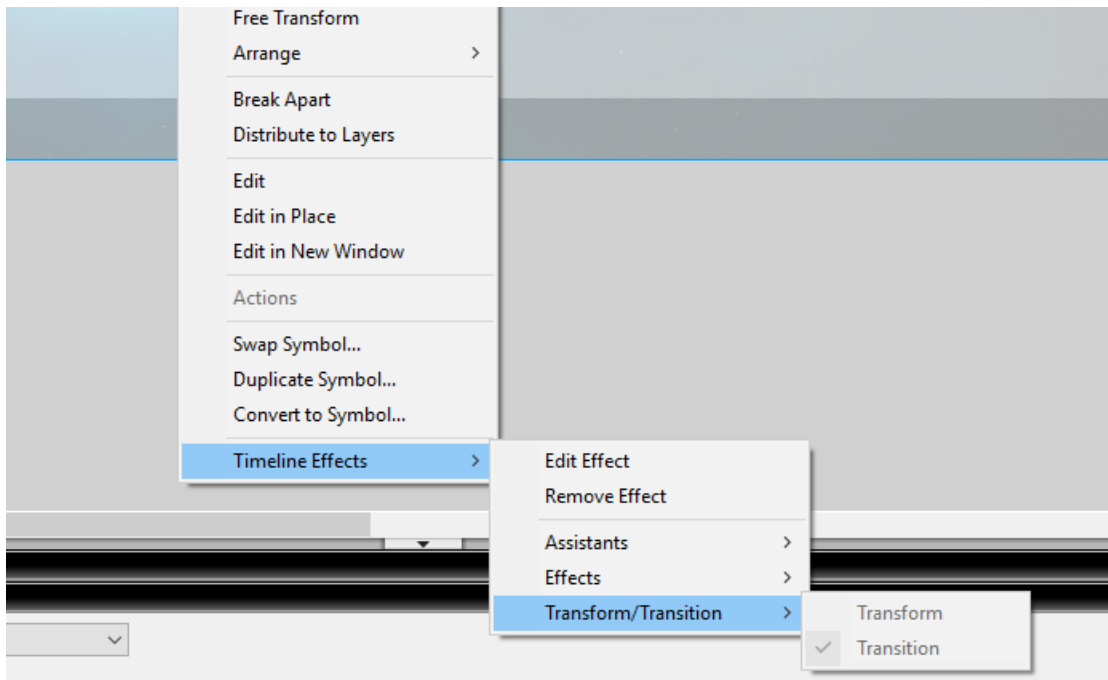 Free Transform
Arrange
Break Apart
Distribute to Layers
Edit
Edit in Place
Edit in New Window
Actions
Swap Symbol...
Duplicate Symbol...
Convert to Symbol...
Timeline Effects
Edit Effect
Remove Effect
Assistants
Effects
Transform/Transition
Transform
Transition